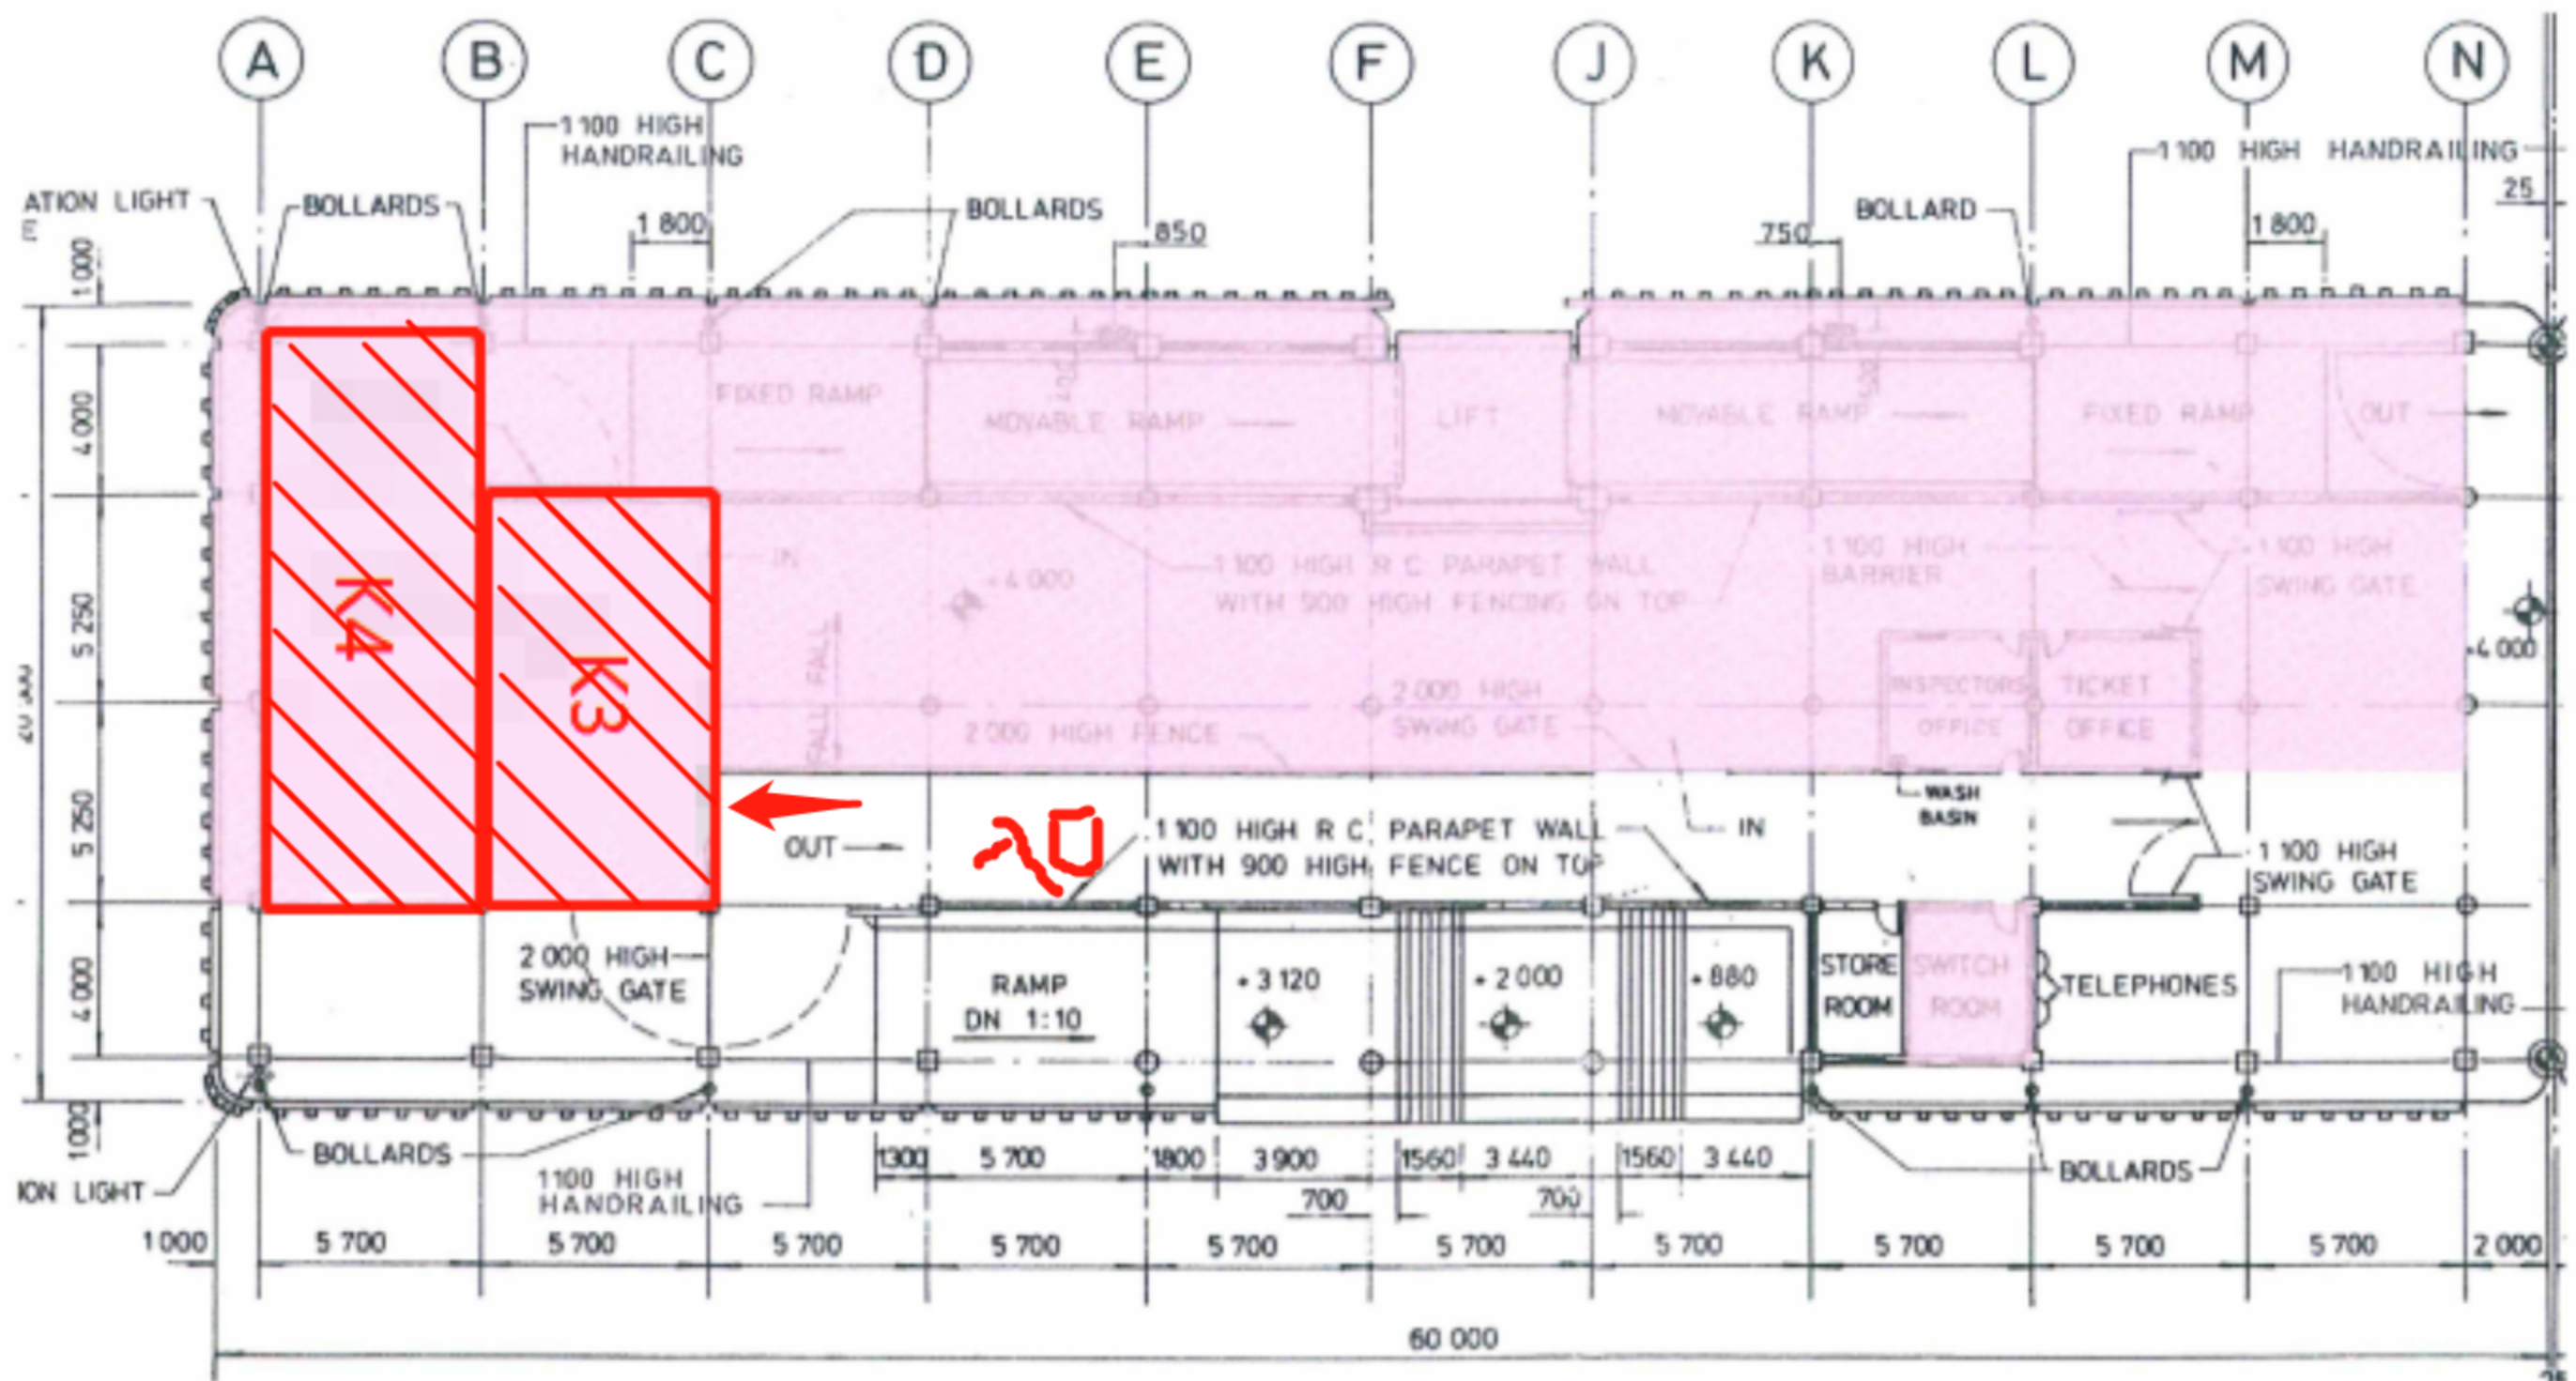 A B C D E F J K L M N
1 100 HIGH
HANDRAILING
1 100 HIGH HANDRAILING
ATION LIGHT
BOLLARDS
BOLLARDS
BOLLARD
25
1 800
850
750
1 800
1 000
4 000
5 250
5 250
4 000
1 000
FIXED RAMP
MOVABLE RAMP
LIFT
MOVABLE RAMP
FIXED RAMP
OUT
K4
K3
IN
+4 000
1 100 HIGH R C PARAPET WALL
WITH 900 HIGH FENCING ON TOP
1 100 HIGH
BARRIER
1 100 HIGH
SWING GATE
+4 000
FALL FALL
2 000 HIGH FENCE
2 000 HIGH
SWING GATE
INSPECTORS
OFFICE
TICKET
OFFICE
WASH
BASIN
OUT
入口
1 100 HIGH R C PARAPET WALL
WITH 900 HIGH FENCE ON TOP
IN
1 100 HIGH
SWING GATE
2 000 HIGH
SWING GATE
RAMP
DN 1:10
+ 3 120
+ 2 000
+ 880
STORE
ROOM
SWITCH
ROOM
TELEPHONES
1 100 HIGH
HANDRAILING
BOLLARDS
ION LIGHT
1100 HIGH
HANDRAILING
BOLLARDS
1300 5 700 1800 3 900 1560 3 440 1560 3 440
700 700
1 000 5 700 5 700 5 700 5 700 5 700 5 700 5 700 5 700 5 700 5 700 2 000
60 000